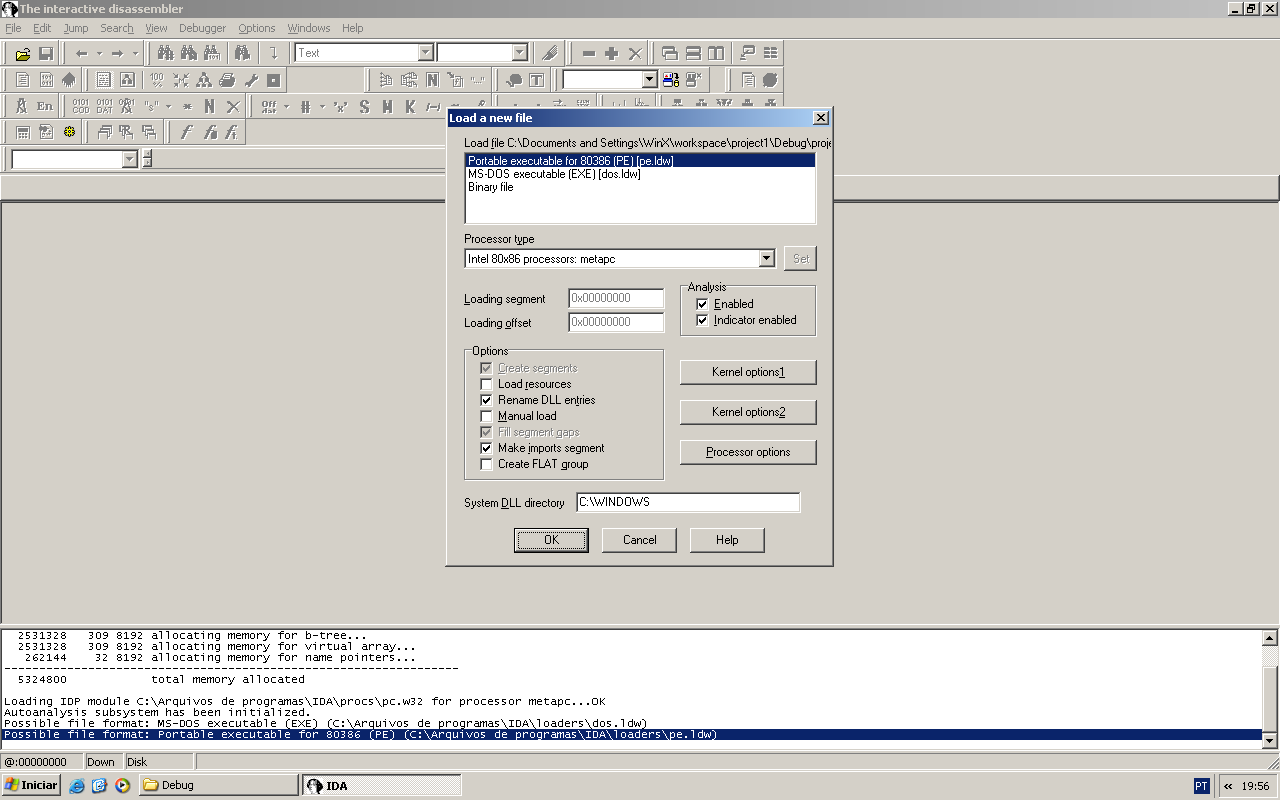 The interactive disassembler
File Edit Jump Search View Debugger Options Windows Help
Text
100 %
En
"s"
N
Off
#
'x'
S
H
K
Load a new file
Load file C:\Documents and Settings\WinX\workspace\project1\Debug\proje
Portable executable for 80386 (PE) [pe.ldw]
MS-DOS executable (EXE) [dos.ldw]
Binary file
Processor type
Intel 80x86 processors: metapc
Set
Loading segment 0x00000000
Loading offset 0x00000000
Analysis
Enabled
Indicator enabled
Options
Create segments
Load resources
Rename DLL entries
Manual load
Fill segment gaps
Make imports segment
Create FLAT group
Kernel options1
Kernel options2
Processor options
System DLL directory C:\WINDOWS
OK Cancel Help
2531328 309 8192 allocating memory for b-tree...
2531328 309 8192 allocating memory for virtual array...
262144 32 8192 allocating memory for name pointers...
-----------------------------------------------------------------
5324800 total memory allocated
Loading IDP module C:\Arquivos de programas\IDA\procs\pc.w32 for processor metapc...OK
Autoanalysis subsystem has been initialized.
Possible file format: MS-DOS executable (EXE) (C:\Arquivos de programas\IDA\loaders\dos.ldw)
Possible file format: Portable executable for 80386 (PE) (C:\Arquivos de programas\IDA\loaders\pe.ldw)
@:00000000 Down Disk
Iniciar Debug IDA PT « 19:56